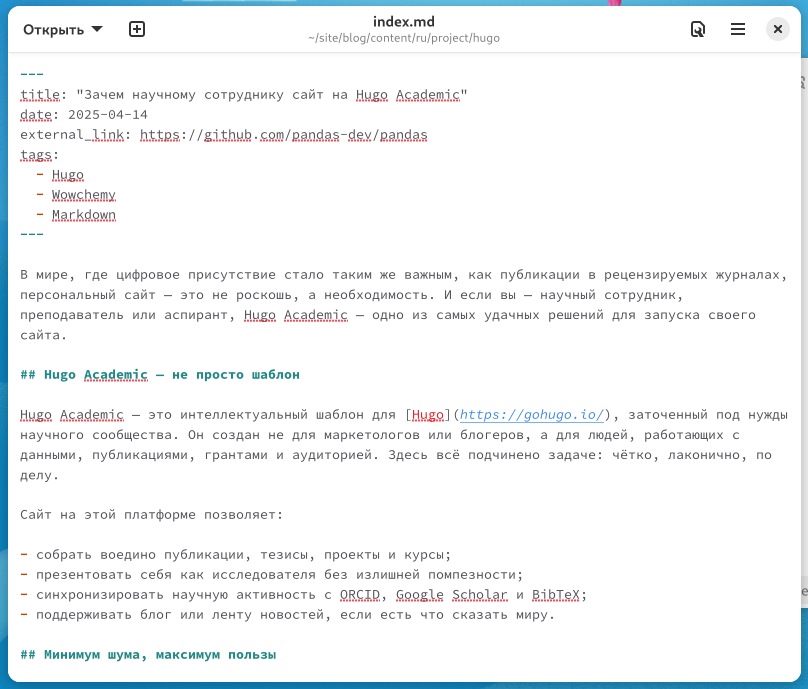 Открыть
index.md
~/site/blog/content/ru/project/hugo
---
title: "Зачем научному сотруднику сайт на Hugo Academic"
date: 2025-04-14
external_link: https://github.com/pandas-dev/pandas
tags:
  - Hugo
  - Wowchemy
  - Markdown
---
В мире, где цифровое присутствие стало таким же важным, как публикации в рецензируемых журналах,
персональный сайт — это не роскошь, а необходимость. И если вы — научный сотрудник,
преподаватель или аспирант, Hugo Academic — одно из самых удачных решений для запуска своего
сайта.
## Hugo Academic — не просто шаблон
Hugo Academic — это интеллектуальный шаблон для [Hugo](https://gohugo.io/), заточенный под нужды
научного сообщества. Он создан не для маркетологов или блогеров, а для людей, работающих с
данными, публикациями, грантами и аудиторией. Здесь всё подчинено задаче: чётко, лаконично, по
делу.
Сайт на этой платформе позволяет:
- собрать воедино публикации, тезисы, проекты и курсы;
- презентовать себя как исследователя без излишней помпезности;
- синхронизировать научную активность с ORCID, Google Scholar и BibTeX;
- поддерживать блог или ленту новостей, если есть что сказать миру.
## Минимум шума, максимум пользы